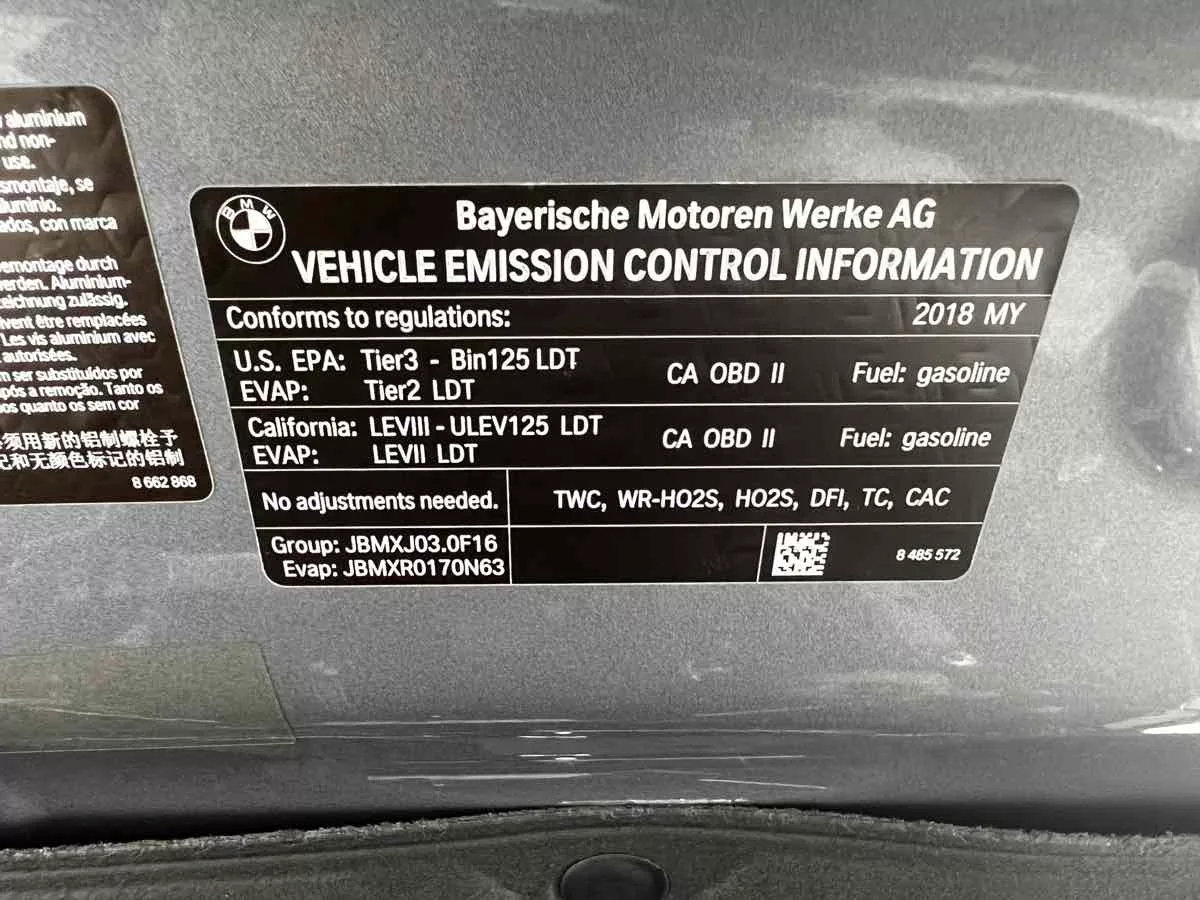 aluminium
nd non-
use.
smontaje, se
luminio.
ados, con marca
emontage durch
erden. Aluminium-
eichnung zulässig.
vent être remplacées
Les vis aluminium avec
autorisées.
m ser substituídos por
pós a remoção. Tanto os
os quanto os sem cor
须用新的铝制螺栓予
记和无颜色标记的铝制
8 662 868
BMW
Bayerische Motoren Werke AG
VEHICLE EMISSION CONTROL INFORMATION
Conforms to regulations: 2018 MY
U.S. EPA: Tier3 - Bin125 LDT CA OBD II Fuel: gasoline
EVAP: Tier2 LDT
California: LEVIII - ULEV125 LDT CA OBD II Fuel: gasoline
EVAP: LEVII LDT
No adjustments needed. TWC, WR-HO2S, HO2S, DFI, TC, CAC
Group: JBMXJ03.0F16
Evap: JBMXR0170N63
8 485 572